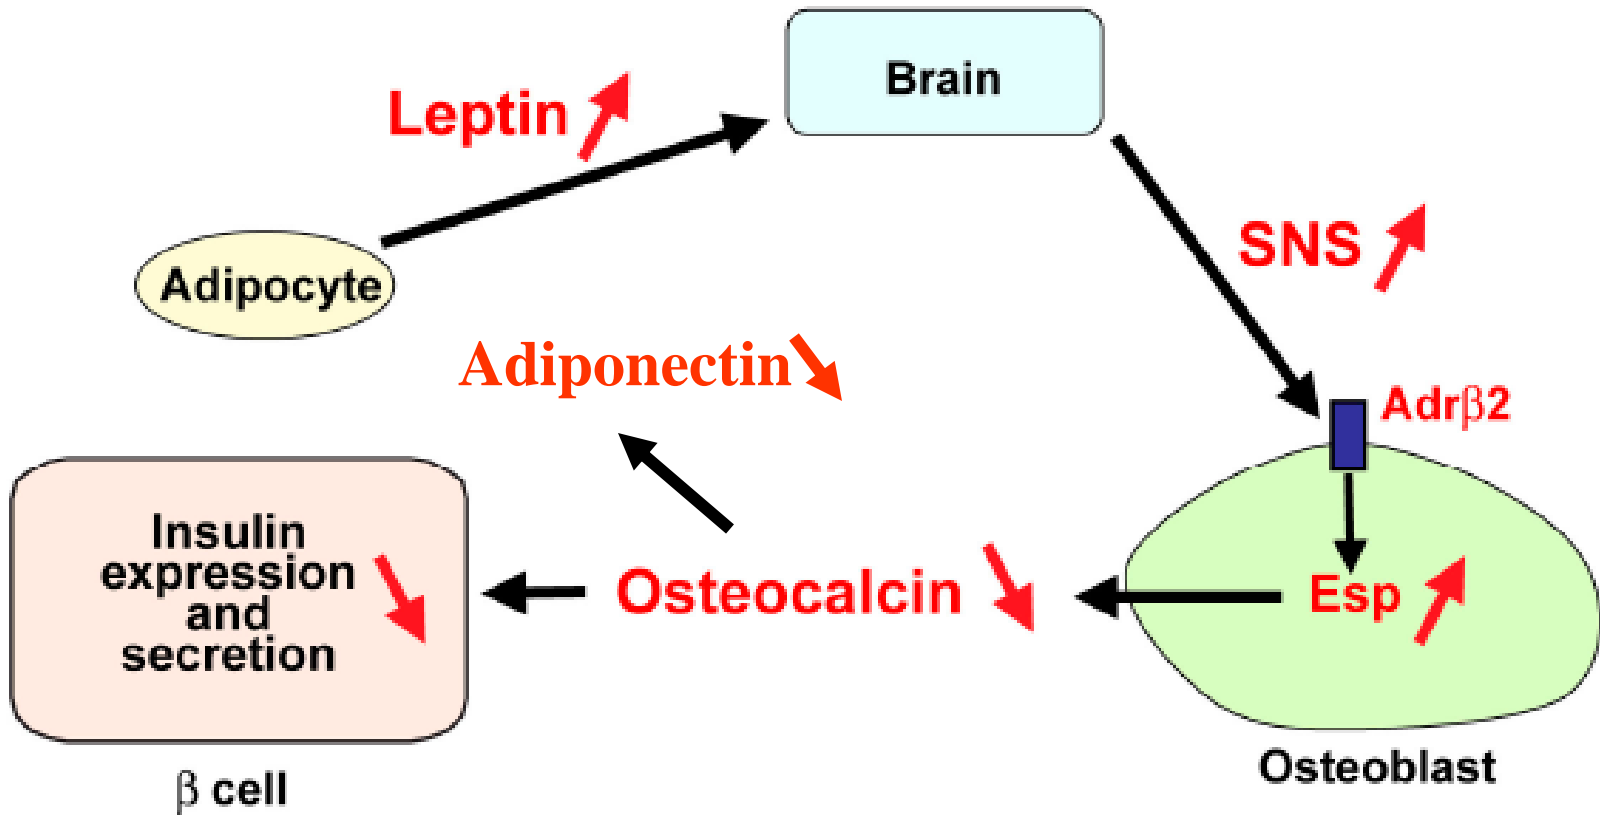 Brain
Leptin
SNS
Adipocyte
Adiponectin
Adrβ2
Insulin
expression
and
secretion
Osteocalcin
Esp
Osteoblast
β cell